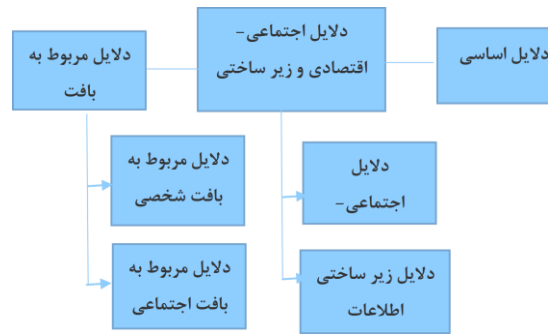 دلایل اساسی
دلایل اجتماعی-
اقتصادی و زیر ساختی
دلایل مربوط به
بافت
دلایل
اجتماعی-
دلایل زیر ساختی
اطلاعات
دلایل مربوط به
بافت شخصی
دلایل مربوط به
بافت اجتماعی